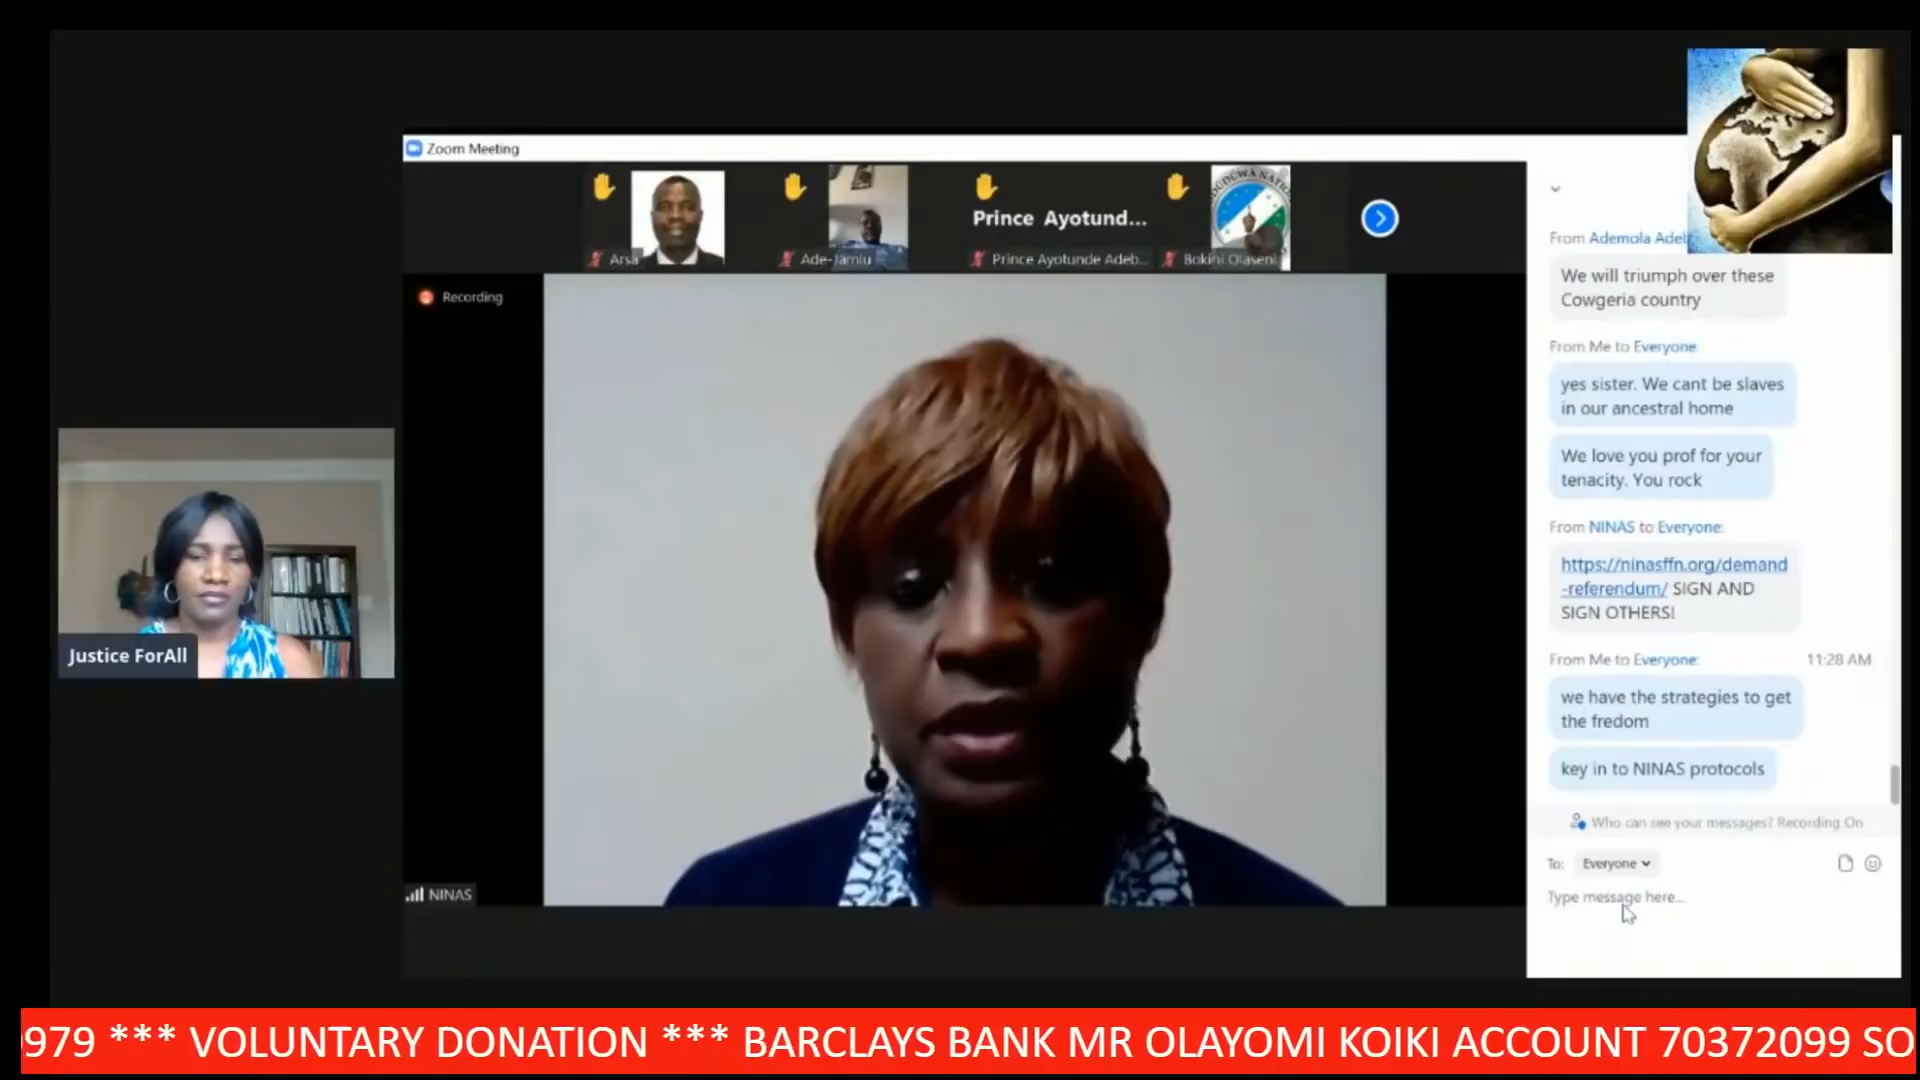 Zoom Meeting
Prince Ayotund...
Arsa
Ade-Jamiu
Prince Ayotunde Adeb...
Bokini Olaseni
Recording
NINAS
Justice ForAll
From Ademola Adeb
We will triumph over these
Cowgeria country
From Me to Everyone:
yes sister. We cant be slaves
in our ancestral home
We love you prof for your
tenacity. You rock
From NINAS to Everyone:
https://ninasffn.org/demand
-referendum/ SIGN AND
SIGN OTHERS!
From Me to Everyone: 11:28 AM
we have the strategies to get
the fredom
key in to NINAS protocols
Who can see your messages? Recording On
To: Everyone
Type message here...
979 *** VOLUNTARY DONATION *** BARCLAYS BANK MR OLAYOMI KOIKI ACCOUNT 70372099 SO